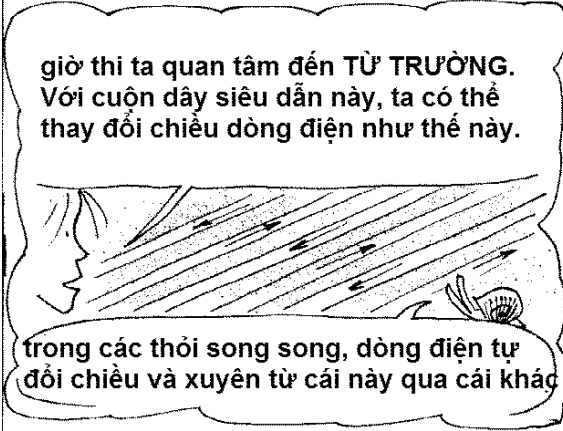 giờ thi ta quan tâm đến TỪ TRƯỜNG.
Với cuộn dây siêu dẫn này, ta có thể
thay đổi chiều dòng điện như thế này.
trong các thỏi song song, dòng điện tự
đổi chiều và xuyên từ cái này qua cái khác